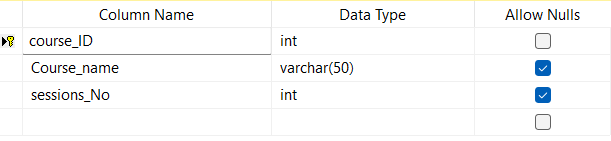 Column Name Data Type Allow Nulls
course_ID int
Course_name varchar(50)
sessions_No int